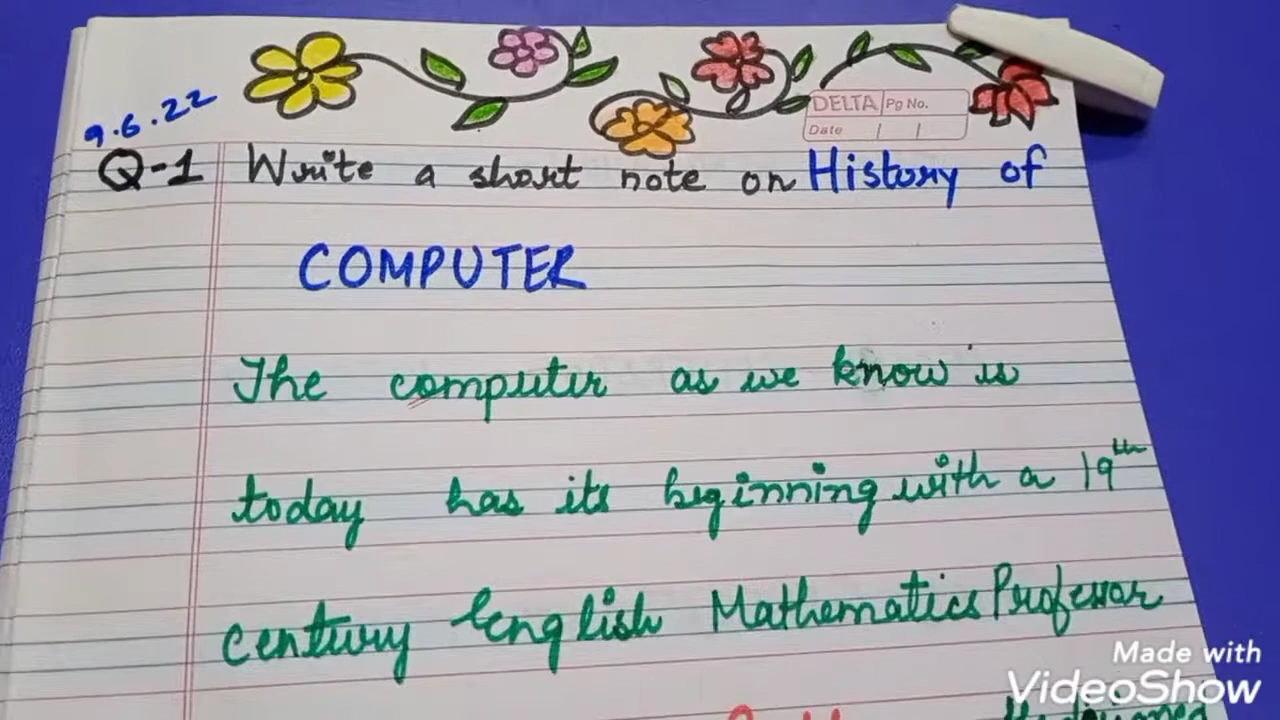 9.6.22
DELTA Pg No.
Date
Q-1 Write a short note on History of
COMPUTER
The computer as we know is
today has its beginning with a 19th
century English Mathematics Professor
Made with
VideoShow